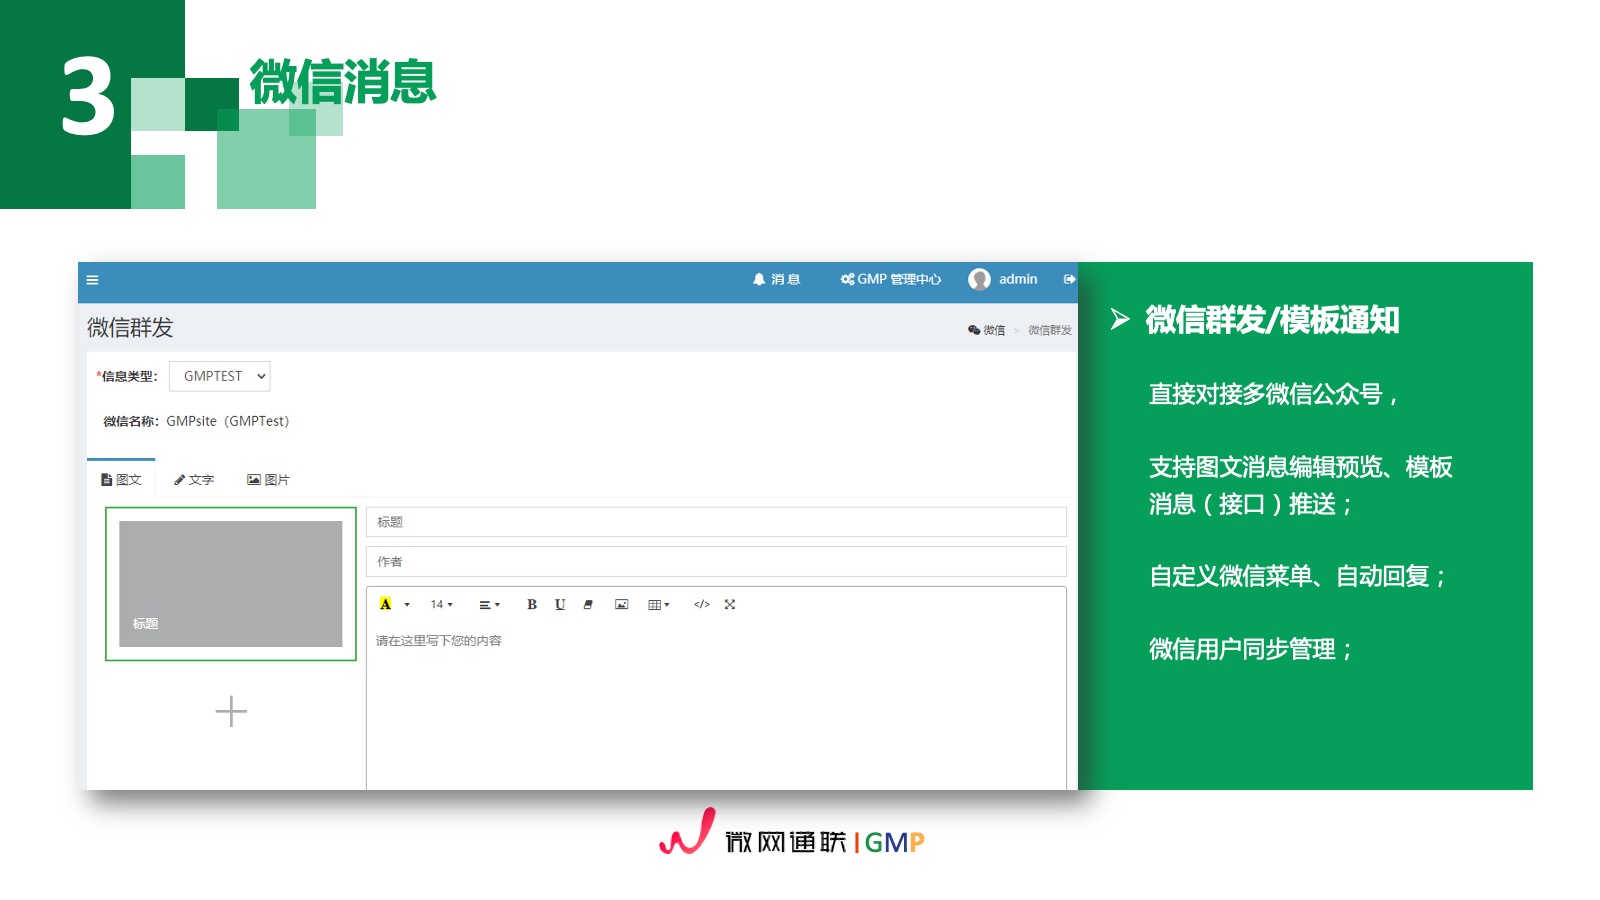 3
微信消息
消息
GMP 管理中心
admin
微信群发
微信 > 微信群发
*信息类型：
GMPTEST
微信名称：GMPsite（GMPTest）
图文
文字
图片
标题
标题
作者
A
14
B
U
</>
请在这里写下您的内容
微信群发/模板通知
直接对接多微信公众号，
支持图文消息编辑预览、模板
消息（接口）推送；
自定义微信菜单、自动回复；
微信用户同步管理；
微网通联|GMP